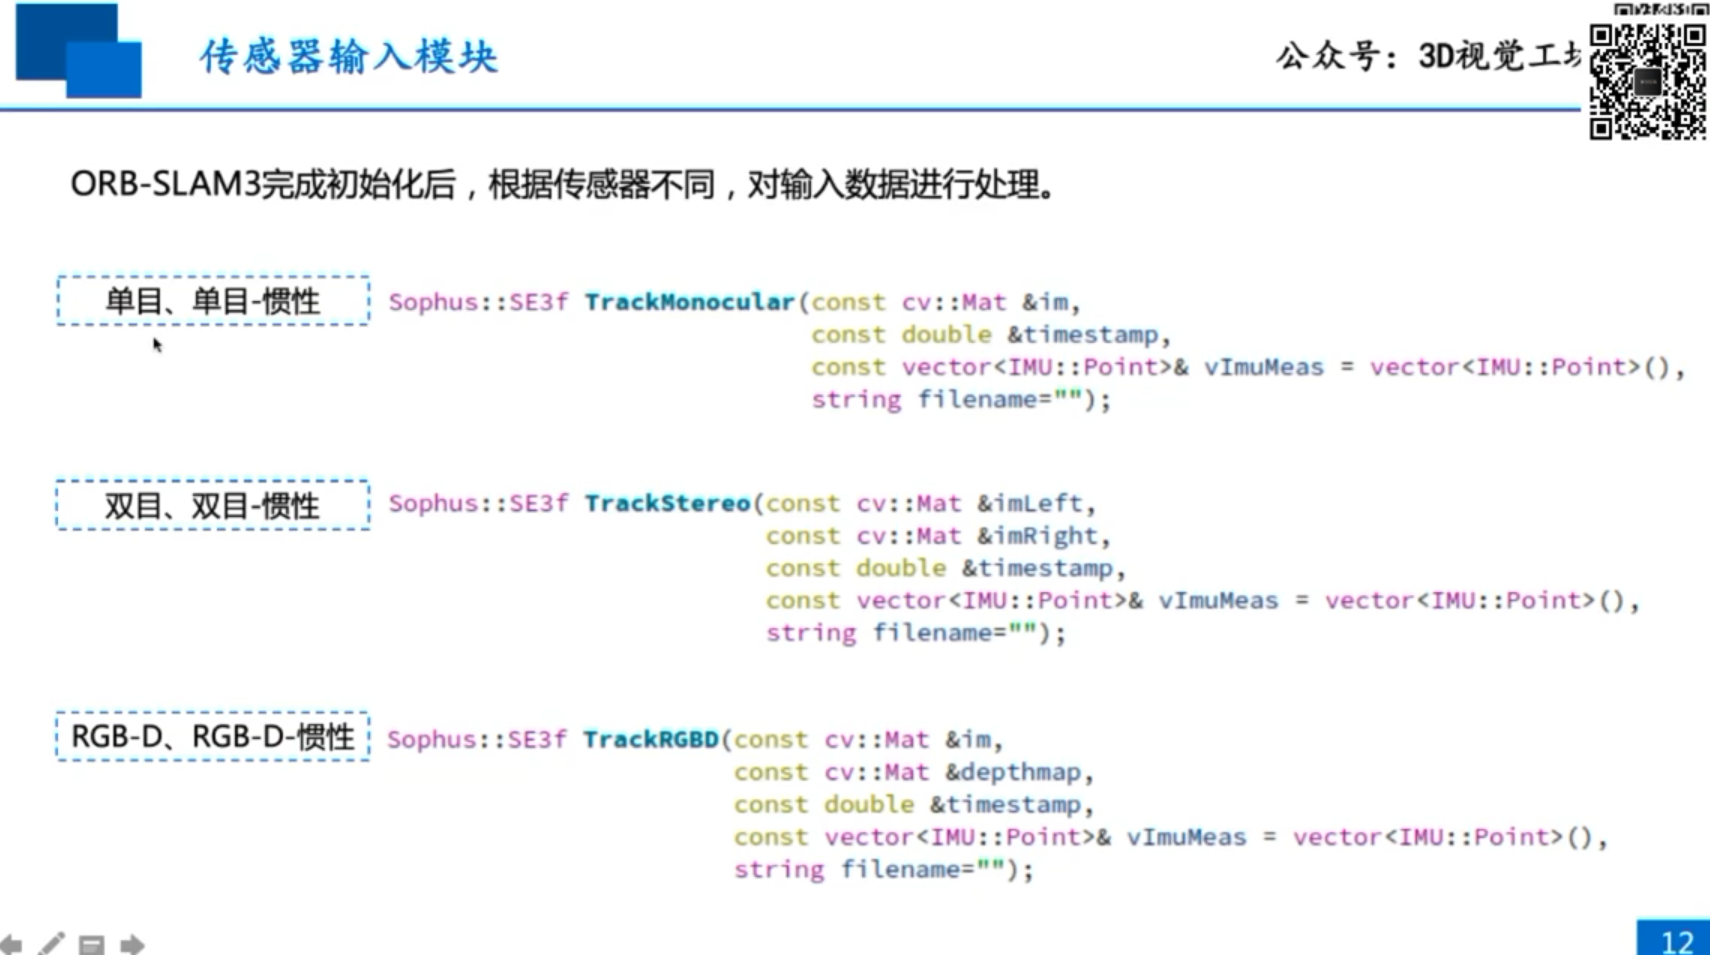 传感器输入模块
公众号：3D视觉工
ORB-SLAM3完成初始化后，根据传感器不同，对输入数据进行处理。
单目、单目-惯性
Sophus::SE3f TrackMonocular(const cv::Mat &im,
const double &timestamp,
const vector<IMU::Point>& vImuMeas = vector<IMU::Point>(),
string filename="");
双目、双目-惯性
Sophus::SE3f TrackStereo(const cv::Mat &imLeft,
const cv::Mat &imRight,
const double &timestamp,
const vector<IMU::Point>& vImuMeas = vector<IMU::Point>(),
string filename="");
RGB-D、RGB-D-惯性
Sophus::SE3f TrackRGBD(const cv::Mat &im,
const cv::Mat &depthmap,
const double &timestamp,
const vector<IMU::Point>& vImuMeas = vector<IMU::Point>(),
string filename="");
12